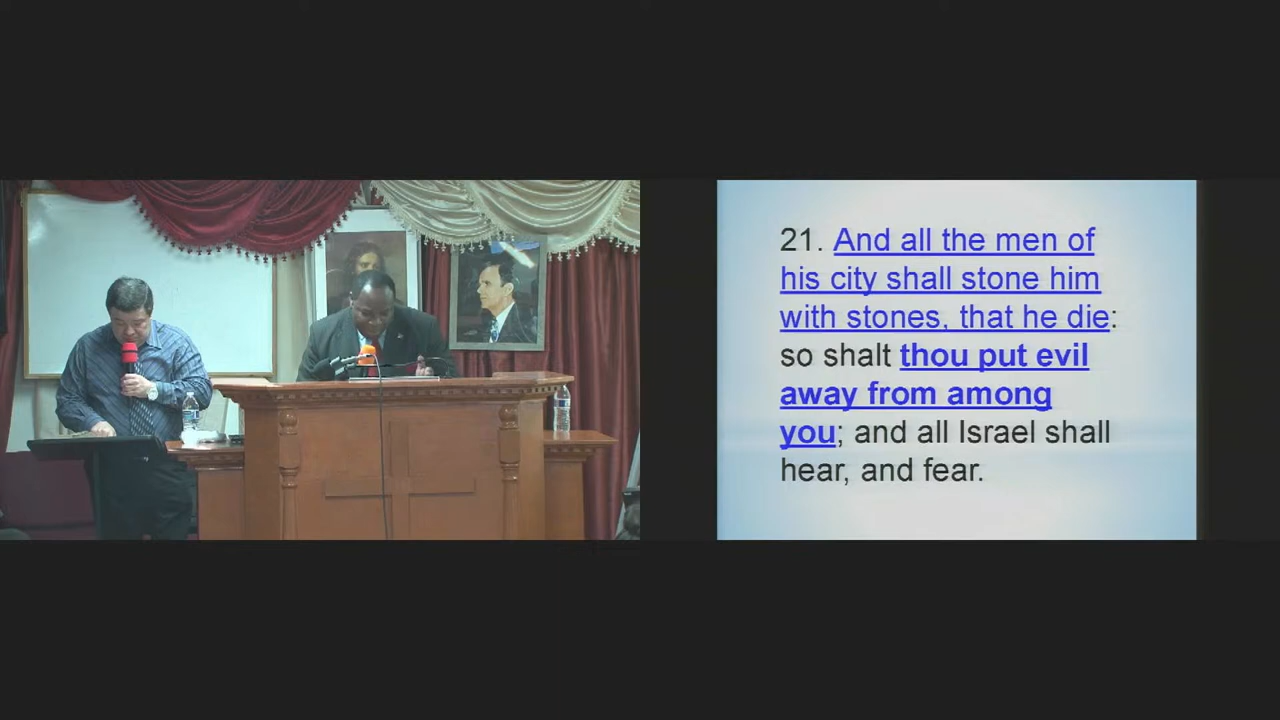 21. And all the men of
his city shall stone him
with stones, that he die:
so shalt thou put evil
away from among
you; and all Israel shall
hear, and fear.